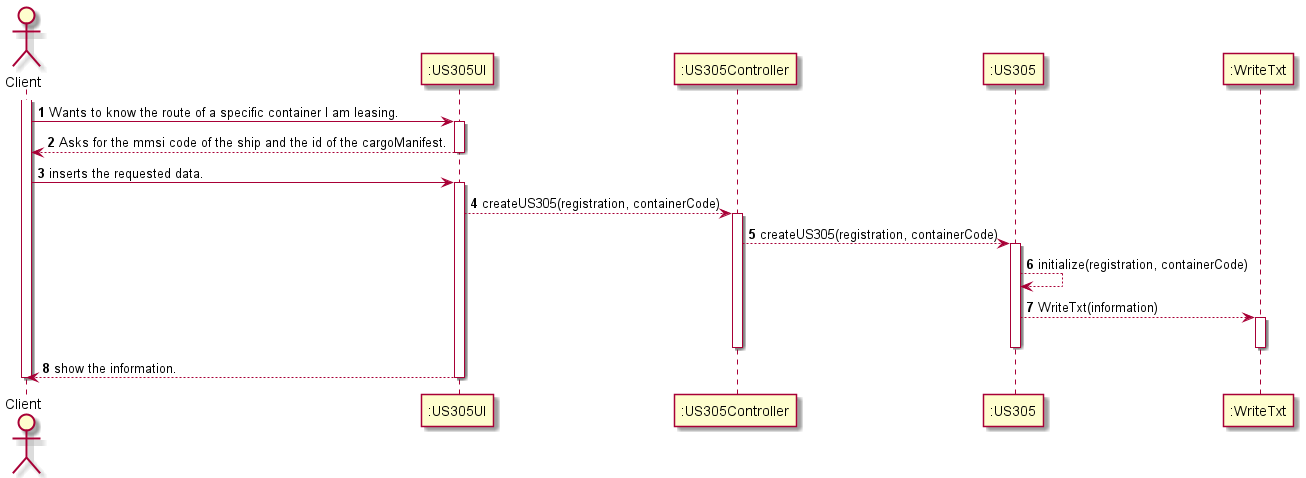 Client
:US305UI
:US305Controller
:US305
:WriteTxt
1 Wants to know the route of a specific container I am leasing.
2 Asks for the mmsi code of the ship and the id of the cargoManifest.
3 inserts the requested data.
4 createUS305(registration, containerCode)
5 createUS305(registration, containerCode)
6 initialize(registration, containerCode)
7 WriteTxt(information)
8 show the information.
Client
:US305UI
:US305Controller
:US305
:WriteTxt